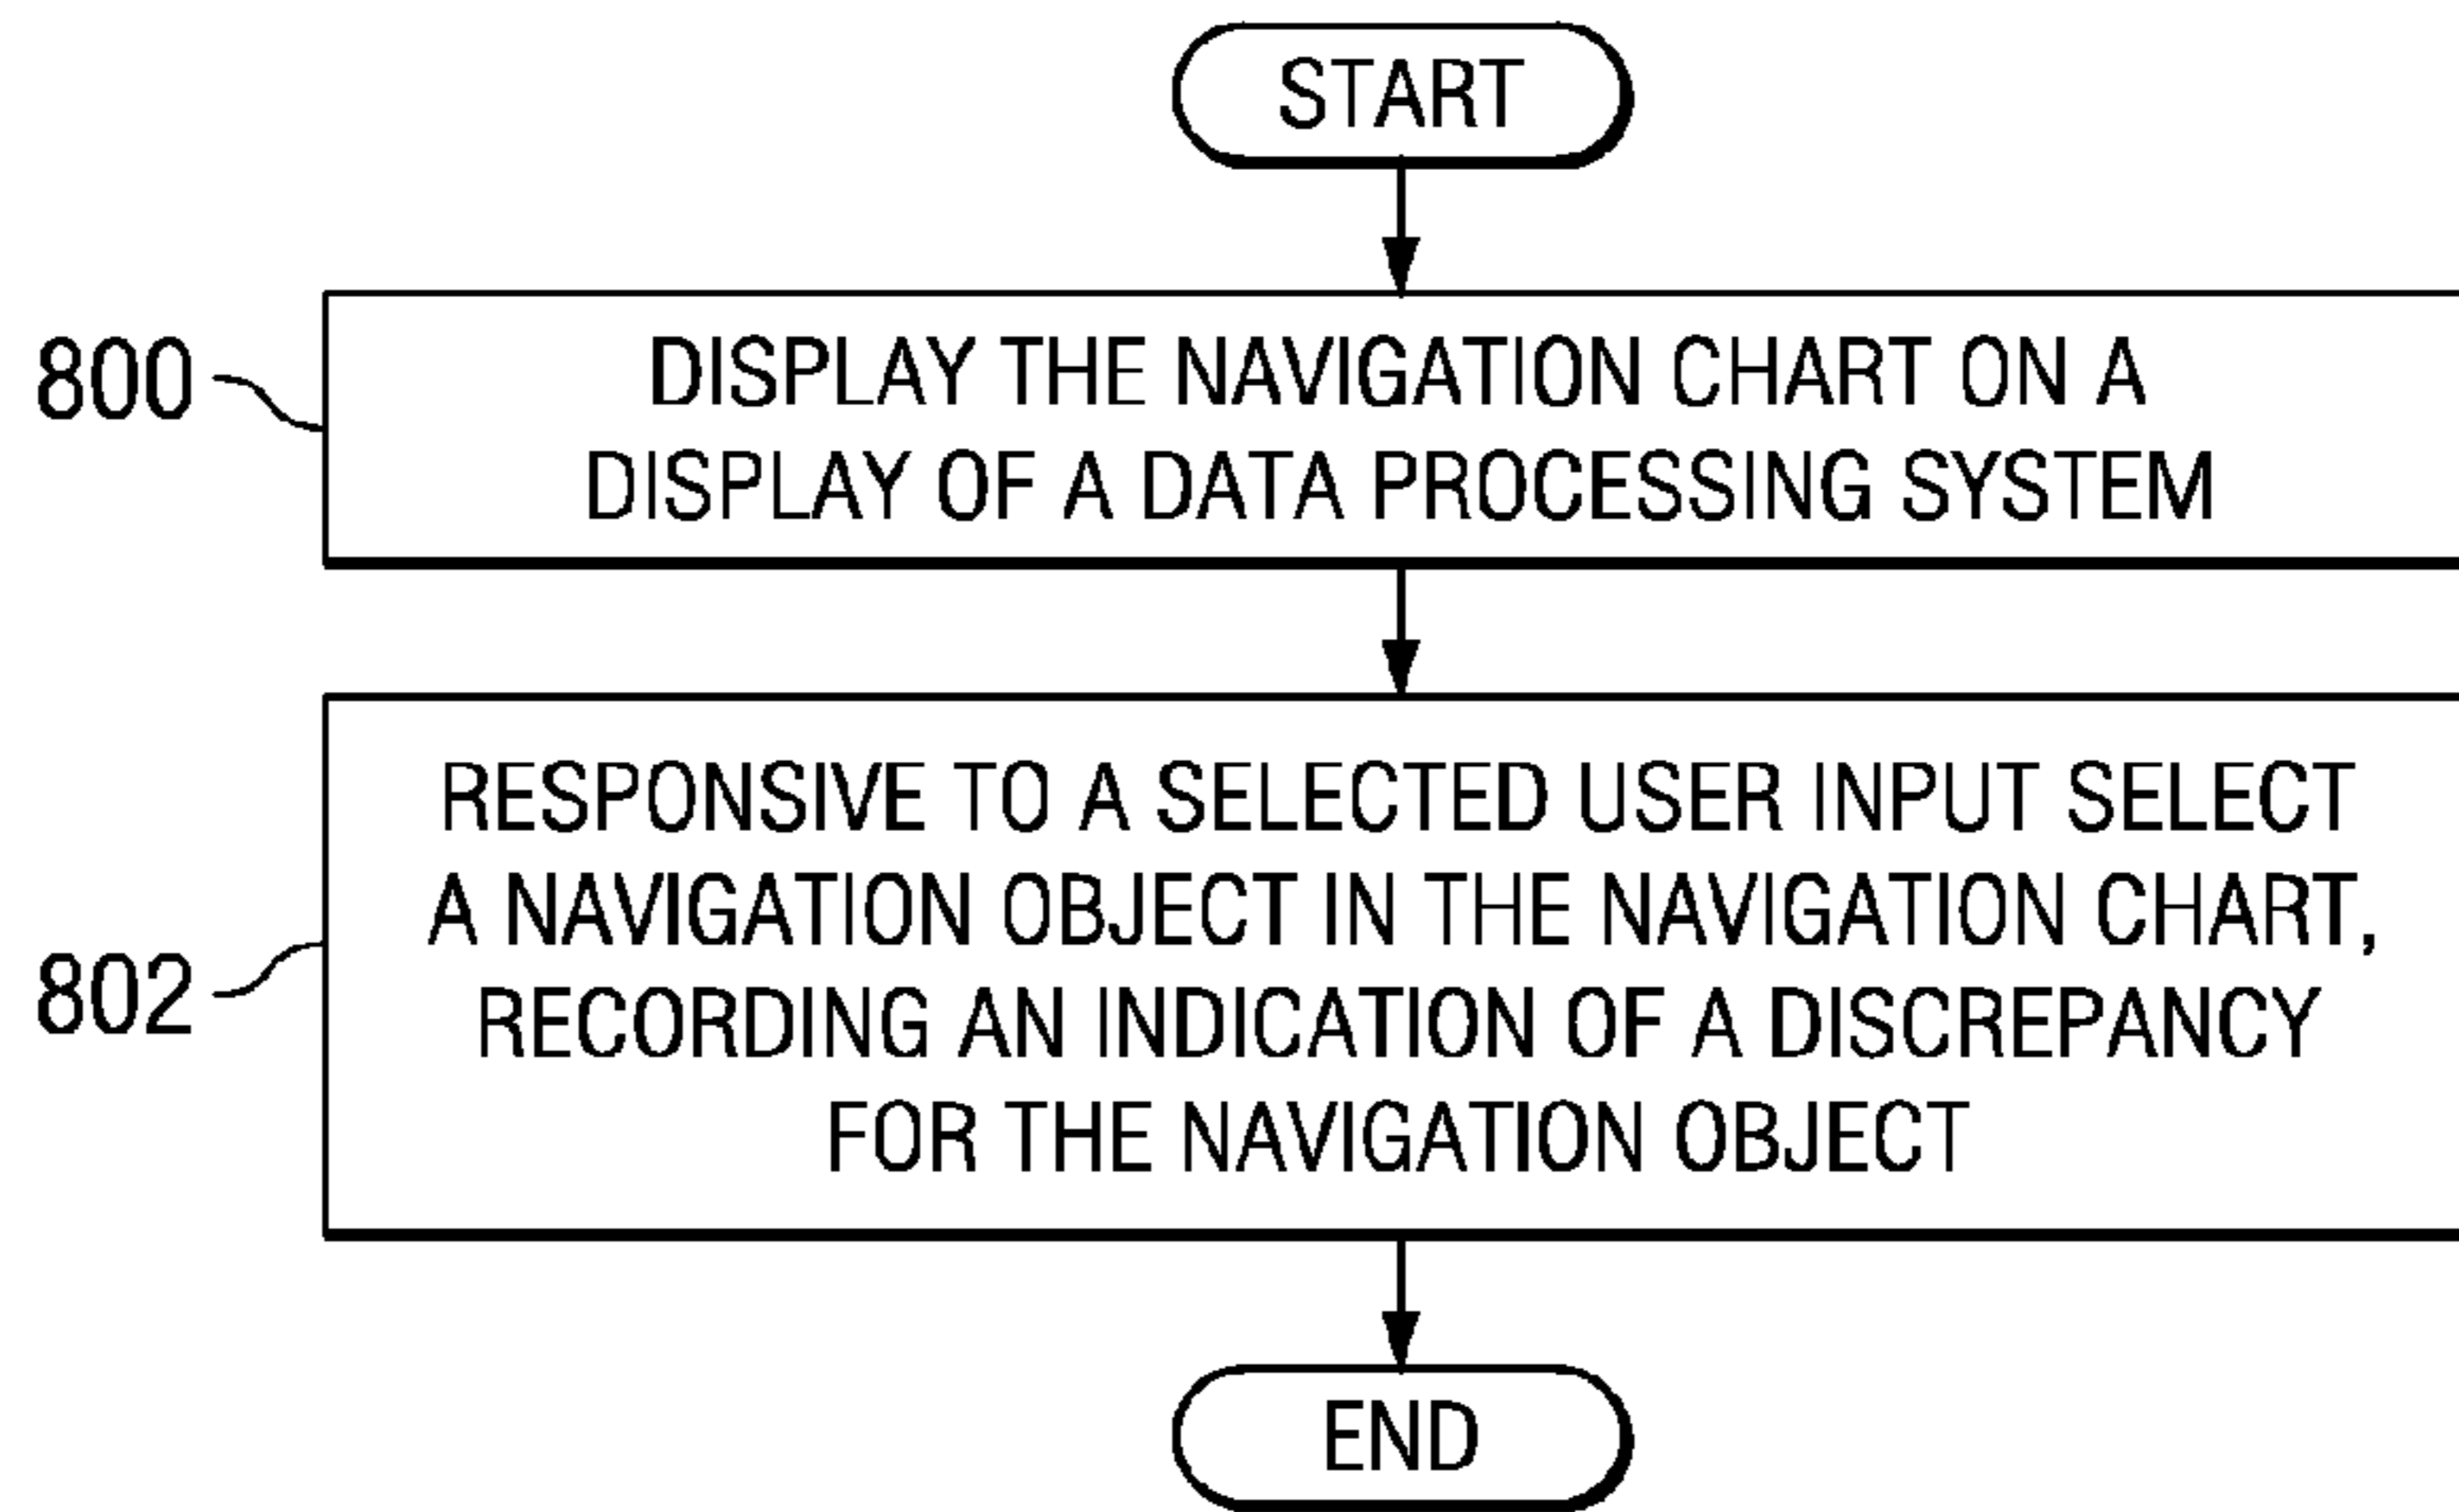 START
800
DISPLAY THE NAVIGATION CHART ON A
DISPLAY OF A DATA PROCESSING SYSTEM
802
RESPONSIVE TO A SELECTED USER INPUT SELECT
A NAVIGATION OBJECT IN THE NAVIGATION CHART,
RECORDING AN INDICATION OF A DISCREPANCY
FOR THE NAVIGATION OBJECT
END